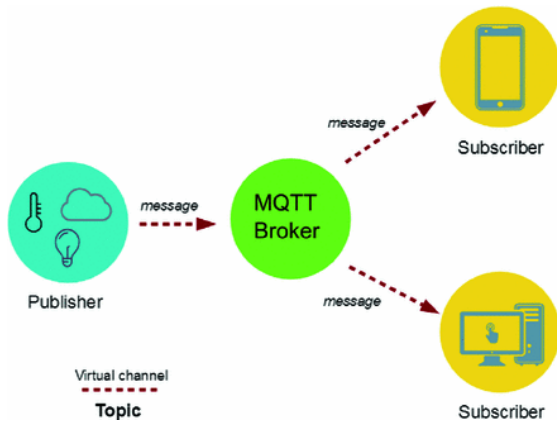 message
Subscriber
message
MQTT
Broker
Publisher
message
Virtual channel
Topic
Subscriber